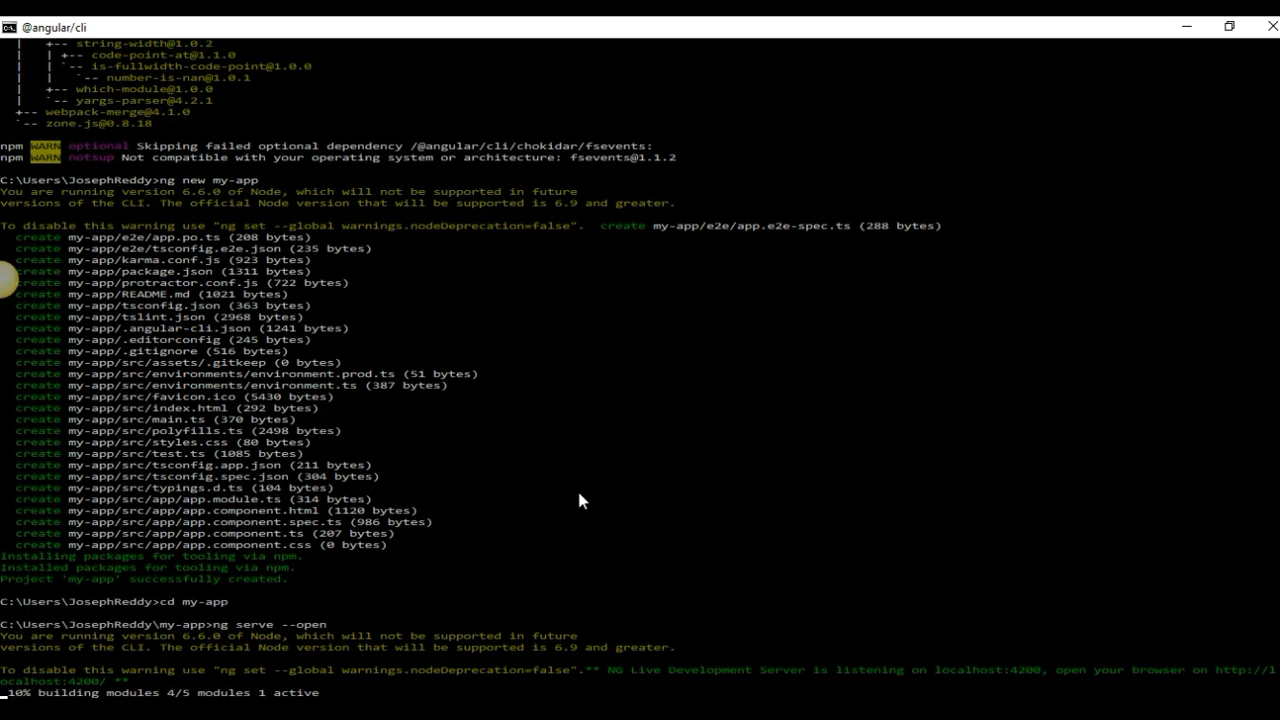 @angular/cli
|    +-- string-width@1.0.2
|    | +-- code-point-at@1.1.0
|    | `-- is-fullwidth-code-point@1.0.0
|    |   `-- number-is-nan@1.0.1
|    +-- which-module@1.0.0
|    `-- yargs-parser@4.2.1
+-- webpack-merge@4.1.0
`-- zone.js@0.8.18
npm WARN optional Skipping failed optional dependency /@angular/cli/chokidar/fsevents:
npm WARN notsup Not compatible with your operating system or architecture: fsevents@1.1.2
C:\Users\JosephReddy>ng new my-app
You are running version 6.6.0 of Node, which will not be supported in future
versions of the CLI. The official Node version that will be supported is 6.9 and greater.
To disable this warning use "ng set --global warnings.nodeDeprecation=false".  create my-app/e2e/app.e2e-spec.ts (288 bytes)
create my-app/e2e/app.po.ts (208 bytes)
create my-app/e2e/tsconfig.e2e.json (235 bytes)
create my-app/karma.conf.js (923 bytes)
create my-app/package.json (1311 bytes)
create my-app/protractor.conf.js (722 bytes)
create my-app/README.md (1021 bytes)
create my-app/tsconfig.json (363 bytes)
create my-app/tslint.json (2968 bytes)
create my-app/.angular-cli.json (1241 bytes)
create my-app/.editorconfig (245 bytes)
create my-app/.gitignore (516 bytes)
create my-app/src/assets/.gitkeep (0 bytes)
create my-app/src/environments/environment.prod.ts (51 bytes)
create my-app/src/environments/environment.ts (387 bytes)
create my-app/src/favicon.ico (5430 bytes)
create my-app/src/index.html (292 bytes)
create my-app/src/main.ts (370 bytes)
create my-app/src/polyfills.ts (2498 bytes)
create my-app/src/styles.css (80 bytes)
create my-app/src/test.ts (1085 bytes)
create my-app/src/tsconfig.app.json (211 bytes)
create my-app/src/tsconfig.spec.json (304 bytes)
create my-app/src/typings.d.ts (104 bytes)
create my-app/src/app/app.module.ts (314 bytes)
create my-app/src/app/app.component.html (1120 bytes)
create my-app/src/app/app.component.spec.ts (986 bytes)
create my-app/src/app/app.component.ts (207 bytes)
create my-app/src/app/app.component.css (0 bytes)
Installing packages for tooling via npm.
Installed packages for tooling via npm.
Project 'my-app' successfully created.
C:\Users\JosephReddy>cd my-app
C:\Users\JosephReddy\my-app>ng serve --open
You are running version 6.6.0 of Node, which will not be supported in future
versions of the CLI. The official Node version that will be supported is 6.9 and greater.
To disable this warning use "ng set --global warnings.nodeDeprecation=false".** NG Live Development Server is listening on localhost:4200, open your browser on http://l
ocalhost:4200/ **
10% building modules 4/5 modules 1 active